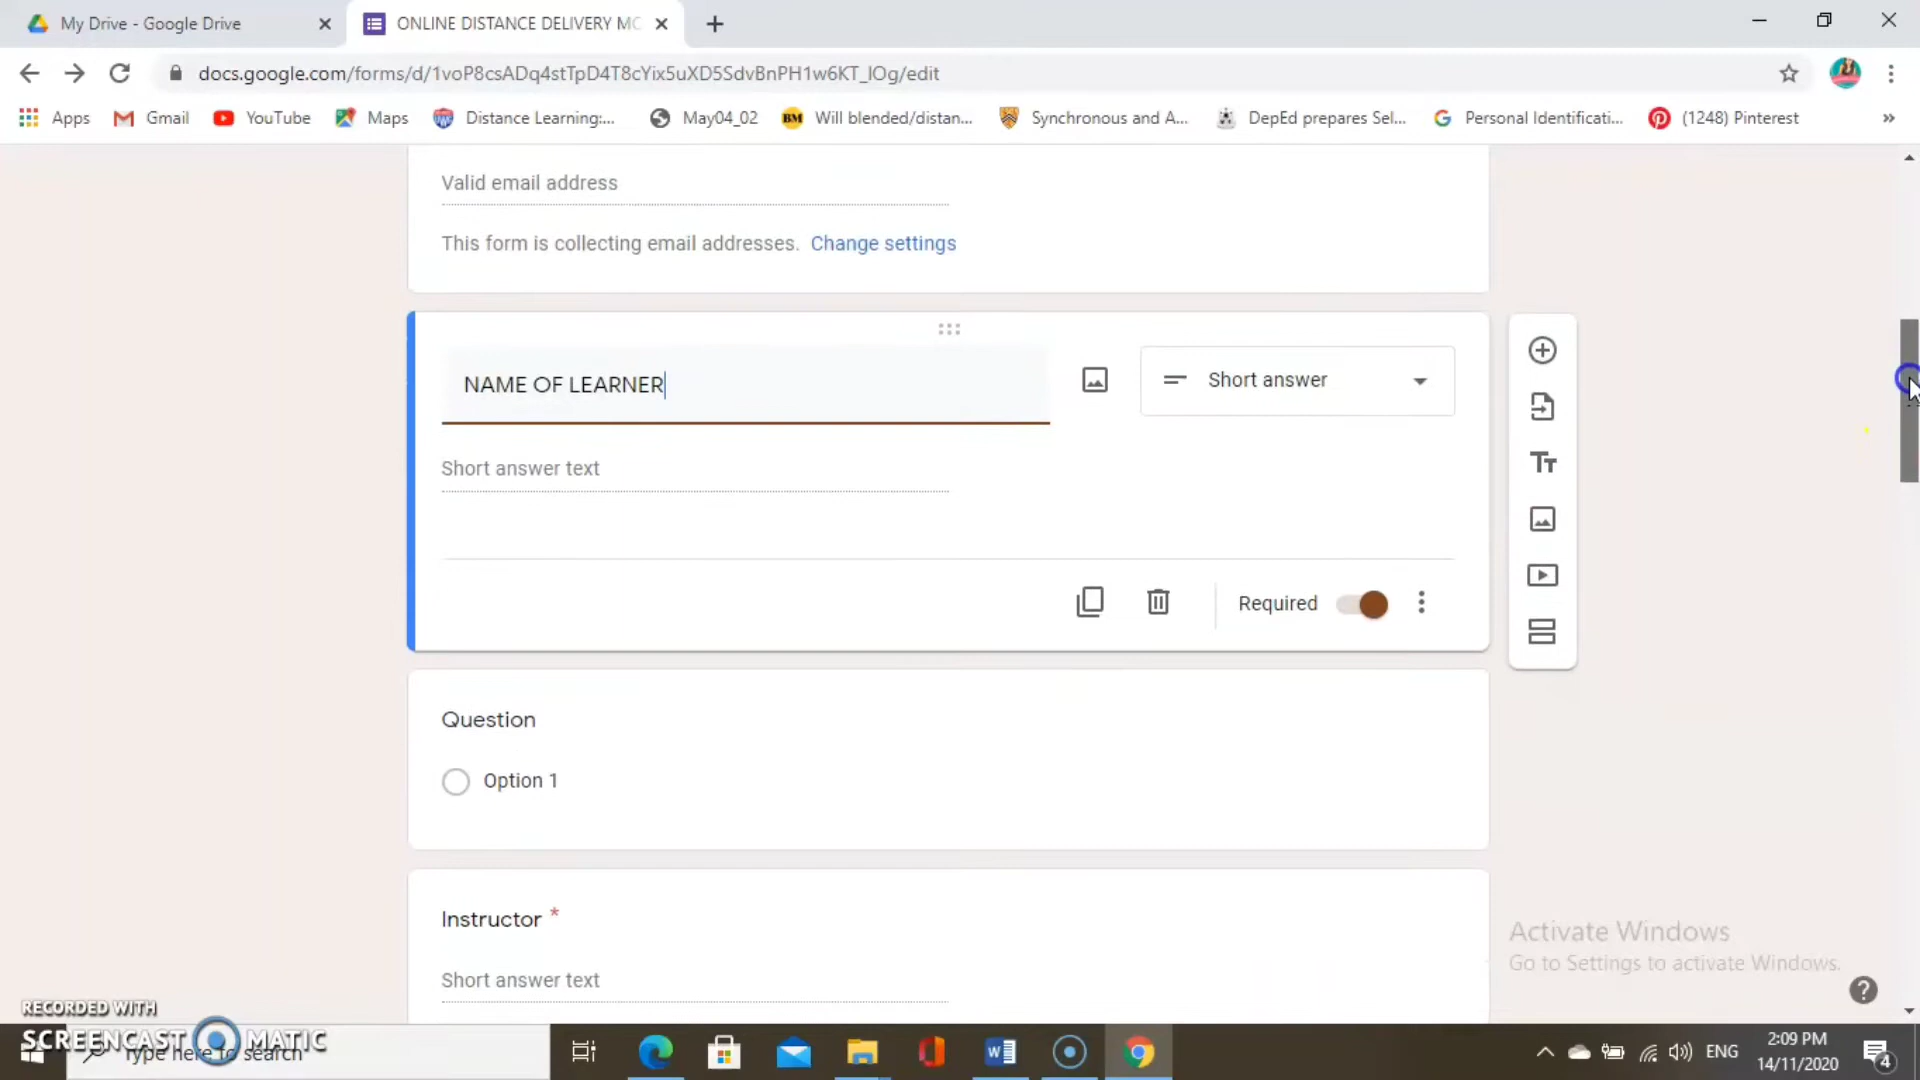 My Drive - Google Drive
ONLINE DISTANCE DELIVERY MO
docs.google.com/forms/d/1voP8csADq4stTpD4T8cYix5uXD5SdvBnPH1w6KT_IOg/edit
Apps
Gmail
YouTube
Maps
Distance Learning:...
May04_02
BM
Will blended/distan...
Synchronous and A...
DepEd prepares Sel...
Personal Identificati...
(1248) Pinterest
Valid email address
This form is collecting email addresses. Change settings
NAME OF LEARNER
Short answer
Short answer text
Required
Question
Option 1
Instructor *
Short answer text
Activate Windows
Go to Settings to activate Windows.
RECORDED WITH
SCREENCAST MATIC
Type here to search
ENG
2:09 PM
14/11/2020
4